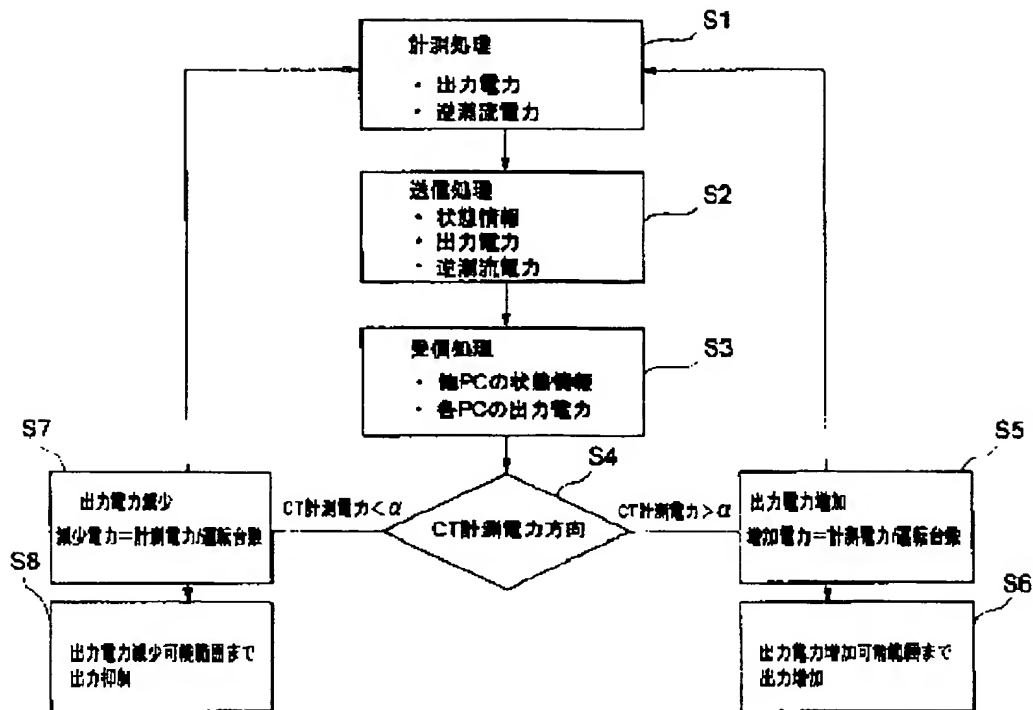 S1
計測処理
・ 出力電力
・ 逆潮流電力
S2
送信処理
・ 状態情報
・ 出力電力
・ 逆潮流電力
S3
受信処理
・ 他PCの状態情報
・ 各PCの出力電力
S4
CT計測電力方向
CT計測電力<α
CT計測電力>α
S7
出力電力減少
減少電力=計測電力/運転台数
S8
出力電力減少可能範囲まで
出力抑制
S5
出力電力増加
増加電力=計測電力/運転台数
S6
出力電力増加可能範囲まで
出力増加